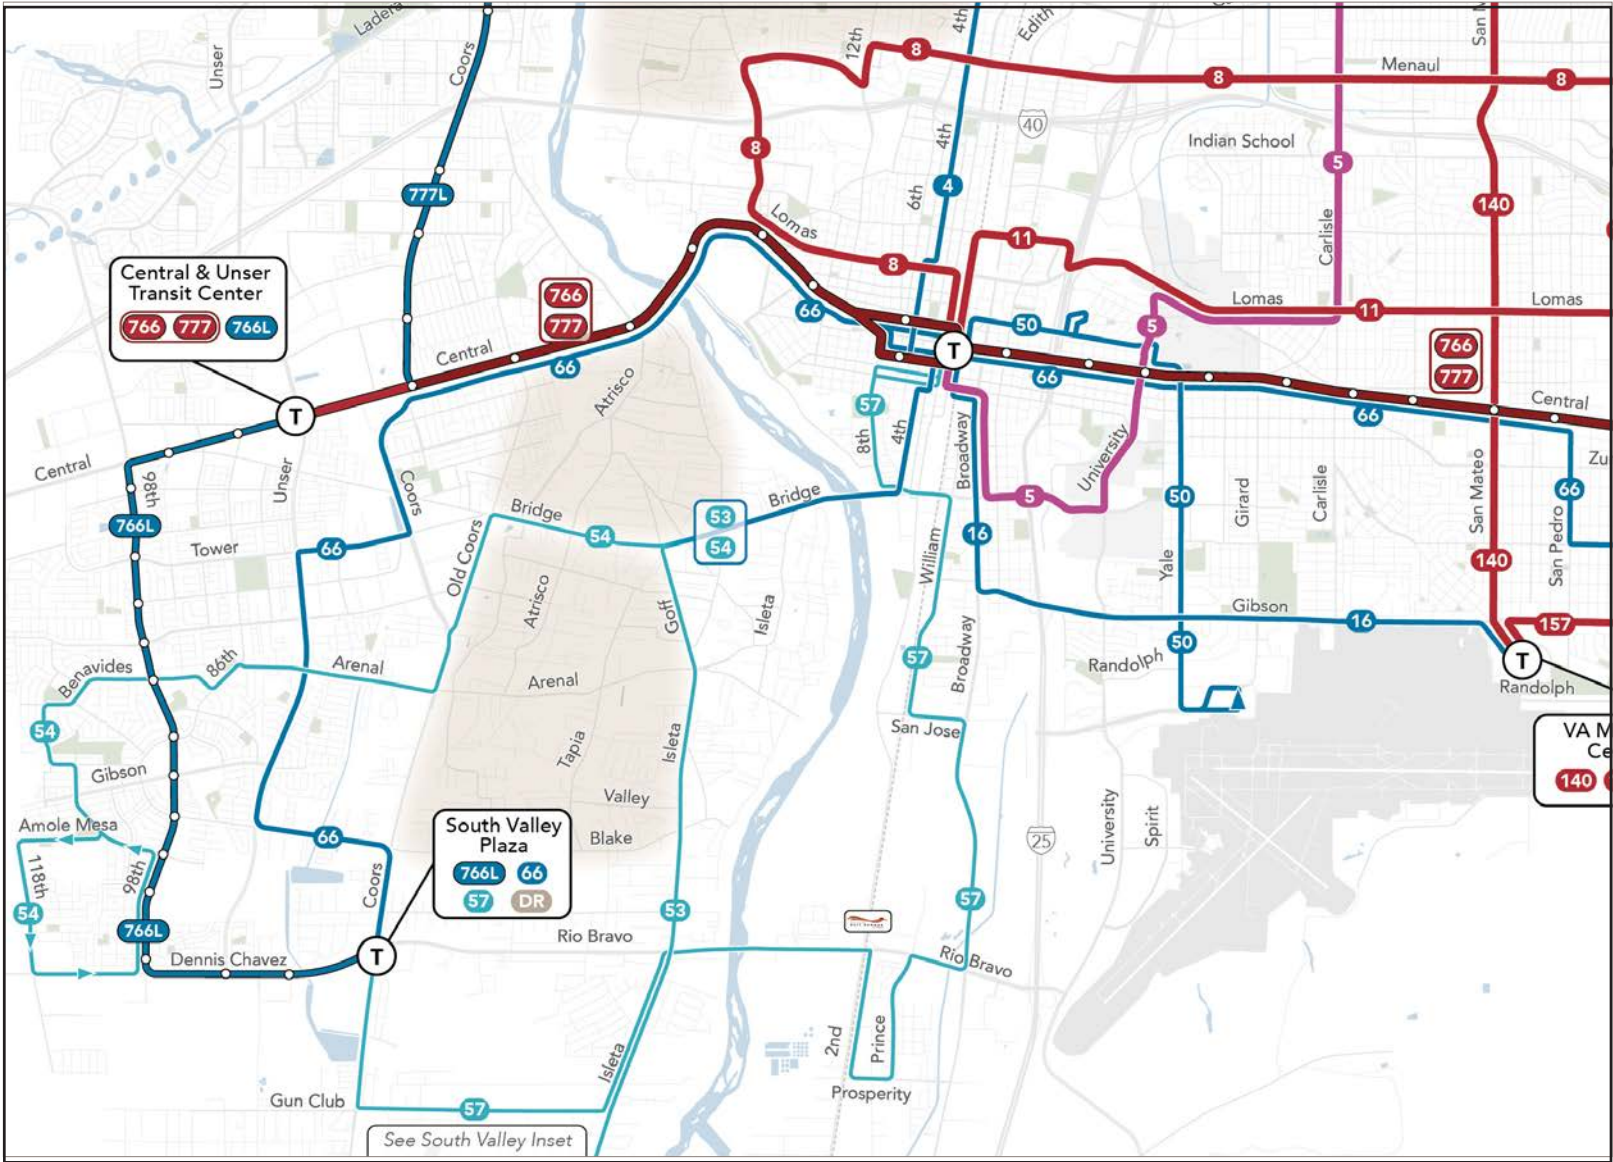 Ladera
12th
4th
Edith
San M
Unser
Coors
8
Menaul
8
8
40
4th
Indian School
8
5
777L
4
6th
140
Lomas
Carlisle
11
Central & Unser
Transit Center
766 777 766L
8
766
777
Lomas
11
Lomas
66
50
5
Central
T
766
777
66
66
Atrisco
57
Central
66
T
8th
4th
Broadway
University
Central
98th
Unser
Coors
Zu
San Mateo
66
5
50
Girard
Carlisle
766L
Bridge
Bridge
53
54
54
16
San Pedro
Tower
66
Old Coors
William
Yale
140
Atrisco
Goff
Isleta
Gibson
16
157
50
57
Broadway
Randolph
T
Randolph
Benavides
86th
Arenal
Arenal
54
San Jose
VA M
Ce
140
Isleta
Tapia
Gibson
Valley
Amole Mesa
66
South Valley
Plaza
766L 66
57 DR
Blake
University
Spirit
25
118th
98th
Coors
54
53
57
766L
Rio Bravo
Dennis Chavez
T
Rio Bravo
2nd
Prince
Isleta
Prosperity
Gun Club
57
See South Valley Inset